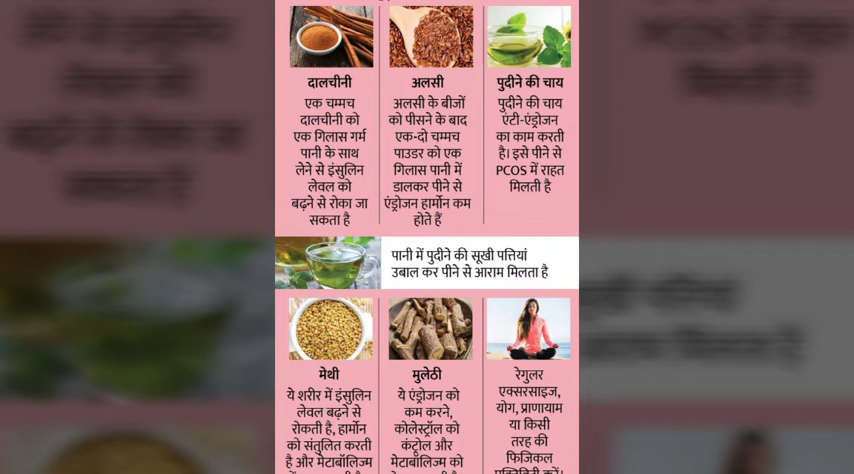 दालचीनी
एक चम्मच
दालचीनी को
एक गिलास गर्म
पानी के साथ
लेने से इंसुलिन
लेवल को
बढ़ने से रोका जा
सकता है
अलसी
अलसी के बीजों
को पीसने के बाद
एक-दो चम्मच
पाउडर को एक
गिलास पानी में
डालकर पीने से
एंड्रोजन हार्मोन कम
होते हैं
पुदीने की चाय
पुदीने की चाय
एंटी-एंड्रोजन
का काम करती
है। इसे पीने से
PCOS में राहत
मिलती है
पानी में पुदीने की सूखी पत्तियां
उबाल कर पीने से आराम मिलता है
मेथी
ये शरीर में इंसुलिन
लेवल बढ़ने से
रोकती है, हार्मोन
को संतुलित करती
है और मेटाबॉलिज्म
मुलेठी
ये एंड्रोजन को
कम करने,
कोलेस्ट्रॉल को
कंट्रोल और
मेटाबॉलिज्म को
रेगुलर
एक्सरसाइज,
योग, प्राणायाम
या किसी
तरह की
फिजिकल